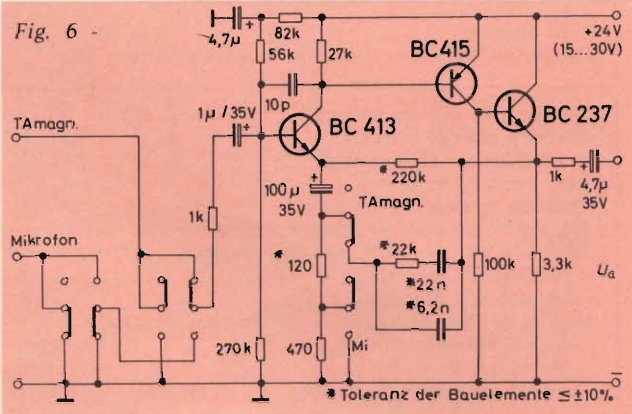 Fig. 6 -
4,7µ
+
82k
+24V
(15...30V)
56k
27k
BC415
10p
1µ/35V
+
BC 413
BC 237
TAmagn.
*220k
1k
4,7µ
35V
+
100µ
35V
TAmagn.
1k
Mikrofon
*22k
*22n
*120
100k
3,3k
Ua
*6,2n
270k
470
Mi
-
-
*Toleranz der Bauelemente ≤ ±10%